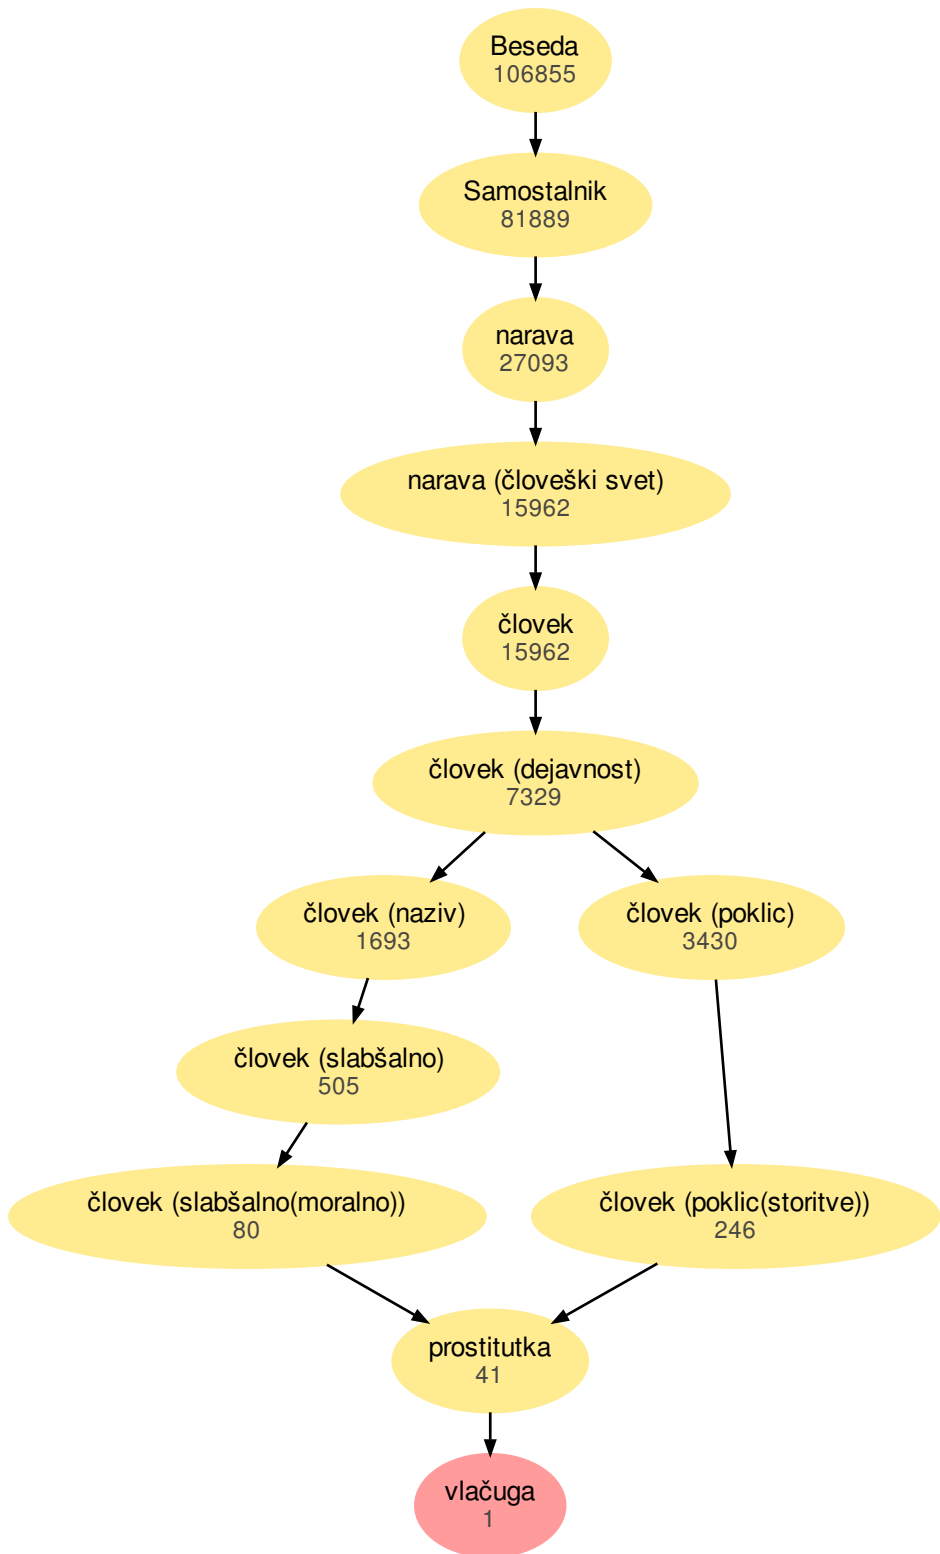 Beseda
106855
Samostalnik
81889
narava
27093
narava (človeški svet)
15962
človek
15962
človek (dejavnost)
7329
človek (naziv)
1693
človek (poklic)
3430
človek (slabšalno)
505
človek (slabšalno(moralno))
80
človek (poklic(storitve))
246
prostitutka
41
vlačuga
1